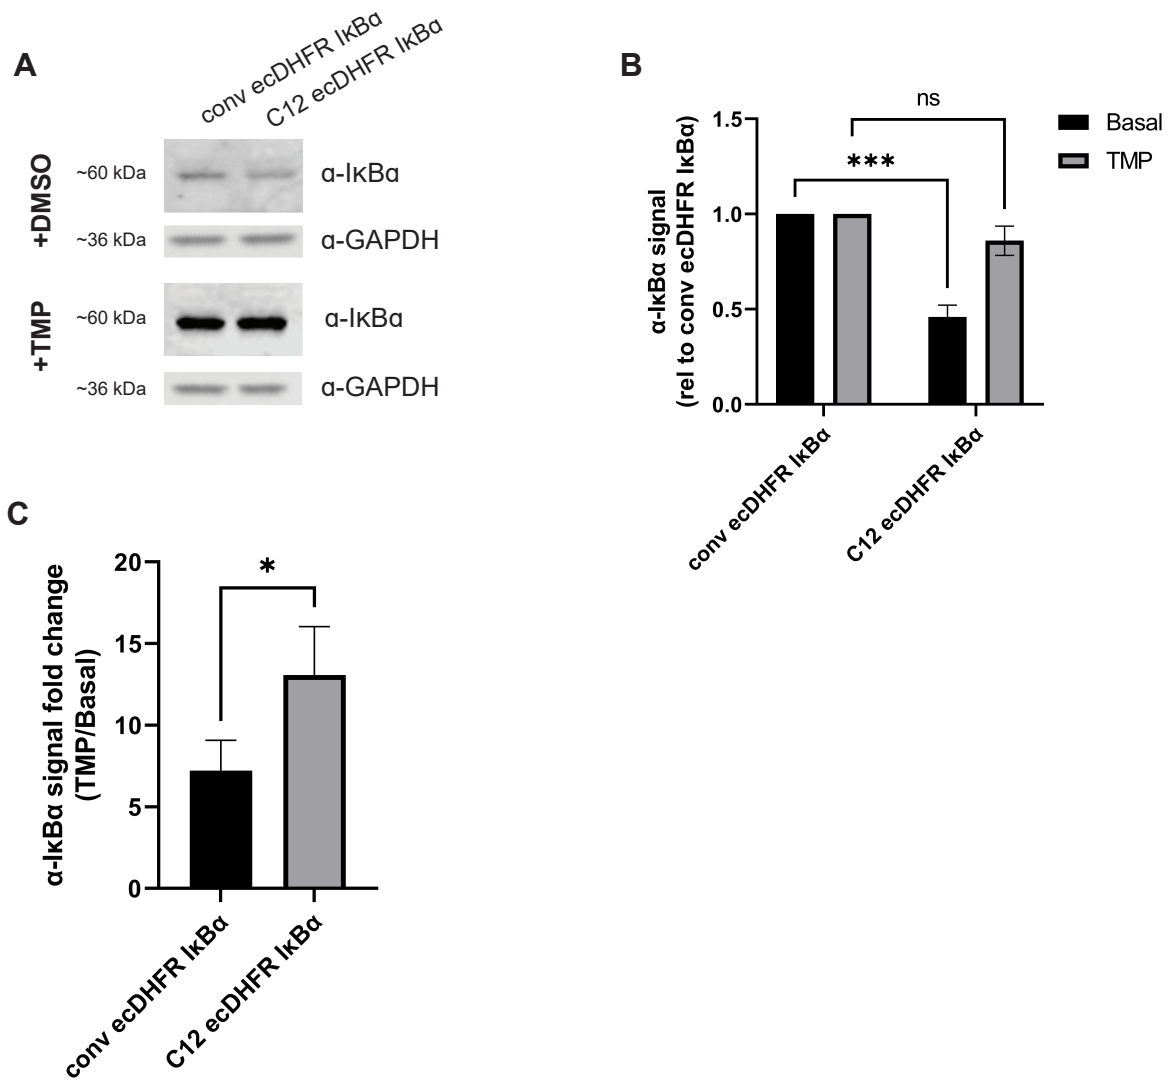 A
conv ecDHFR IκBα
C12 ecDHFR IκBα
+DMSO
~60 kDa
α-IκBα
~36 kDa
α-GAPDH
+TMP
~60 kDa
α-IκBα
~36 kDa
α-GAPDH
B
α-IκBα signal
(rel to conv ecDHFR IκBα)
1.5
1.0
0.5
0.0
ns
***
Basal
TMP
conv ecDHFR IκBα
C12 ecDHFR IκBα
C
α-IκBα signal fold change
(TMP/Basal)
20
15
10
5
0
*
conv ecDHFR IκBα
C12 ecDHFR IκBα